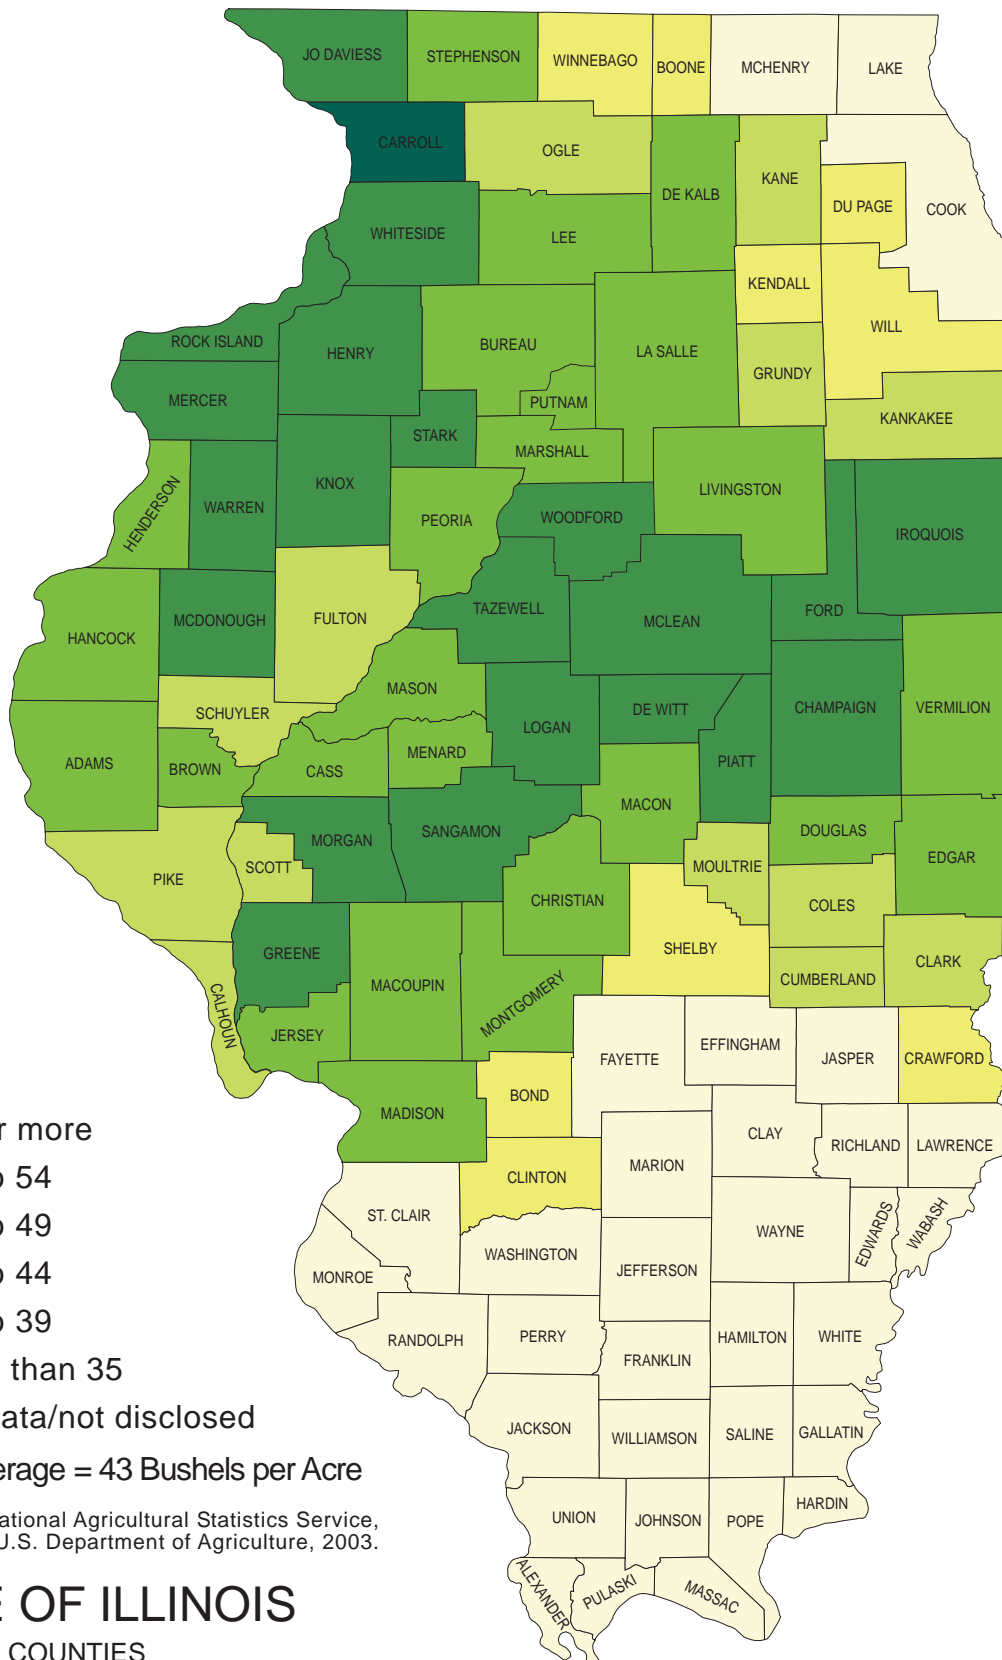 JO DAVIESS
STEPHENSON
WINNEBAGO
BOONE
MCHENRY
LAKE
CARROLL
OGLE
DE KALB
KANE
DU PAGE
COOK
WHITESIDE
LEE
KENDALL
WILL
ROCK ISLAND
HENRY
BUREAU
LA SALLE
GRUNDY
MERCER
PUTNAM
KANKAKEE
STARK
MARSHALL
HENDERSON
WARREN
KNOX
PEORIA
WOODFORD
LIVINGSTON
IROQUOIS
HANCOCK
MCDONOUGH
FULTON
TAZEWELL
MCLEAN
FORD
SCHUYLER
MASON
LOGAN
DE WITT
CHAMPAIGN
VERMILION
ADAMS
BROWN
CASS
MENARD
PIATT
MACON
MORGAN
SANGAMON
DOUGLAS
EDGAR
PIKE
SCOTT
CHRISTIAN
MOULTRIE
COLES
GREENE
MACOUPIN
MONTGOMERY
SHELBY
CUMBERLAND
CLARK
CALHOUN
JERSEY
FAYETTE
EFFINGHAM
JASPER
CRAWFORD
MADISON
BOND
CLAY
RICHLAND
LAWRENCE
MARION
CLINTON
ST. CLAIR
WAYNE
EDWARDS
WABASH
WASHINGTON
JEFFERSON
MONROE
RANDOLPH
PERRY
HAMILTON
WHITE
FRANKLIN
JACKSON
WILLIAMSON
SALINE
GALLATIN
UNION
JOHNSON
POPE
HARDIN
ALEXANDER
PULASKI
MASSAC
r more
o 54
o 49
o 44
o 39
than 35
ata/not disclosed
erage = 43 Bushels per Acre
ational Agricultural Statistics Service,
U.S. Department of Agriculture, 2003.
E OF ILLINOIS
COUNTIES